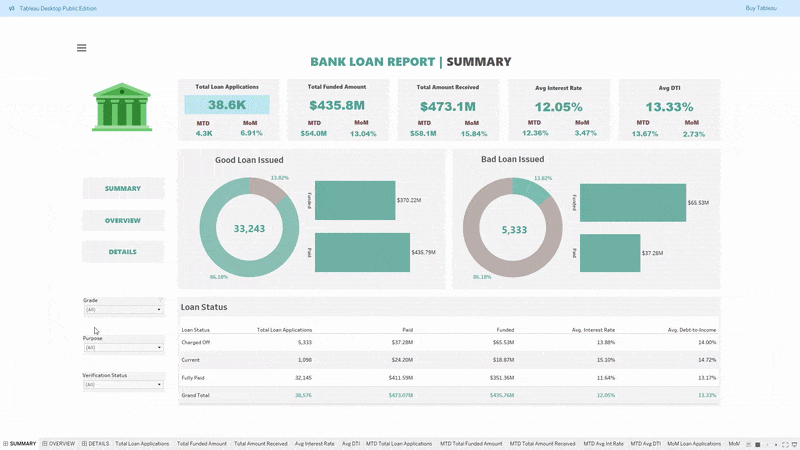 Tableau Desktop Public Edition
Buy Tableau
BANK LOAN REPORT | SUMMARY
Total Loan Applications
38.6K
MTD MoM
4.3K 6.91%
Total Funded Amount
$435.8M
MTD MoM
$54.0M 13.04%
Total Amount Received
$473.1M
MTD MoM
$58.1M 15.84%
Avg Interest Rate
12.05%
MTD MoM
12.36% 3.47%
Avg DTI
13.33%
MTD MoM
13.67% 2.73%
SUMMARY
OVERVIEW
DETAILS
Good Loan Issued
13.82%
33,243
86.18%
Funded
$370.22M
Paid
$435.79M
Bad Loan Issued
13.82%
5,333
86.18%
Funded
$65.53M
Paid
$37.28M
Grade
(All)
Purpose
(All)
Verification Status
(All)
Loan Status
Loan Status Total Loan Applications Paid Funded Avg. Interest Rate Avg. Debt-to-Income
Charged Off 5,333 $37.28M $65.53M 13.88% 14.00%
Current 1,098 $24.20M $18.87M 15.10% 14.72%
Fully Paid 32,145 $411.59M $351.36M 11.64% 13.17%
Grand Total 38,576 $473.07M $435.76M 12.05% 13.33%
SUMMARY OVERVIEW DETAILS Total Loan Applications Total Funded Amount Total Amount Received Avg Interest Rate Avg DTI MTD Total Loan Applications MTD Total Funded Amount MTD Total Amount Received MTD Avg Int Rate MTD Avg DTI MoM Loan Applications MoM